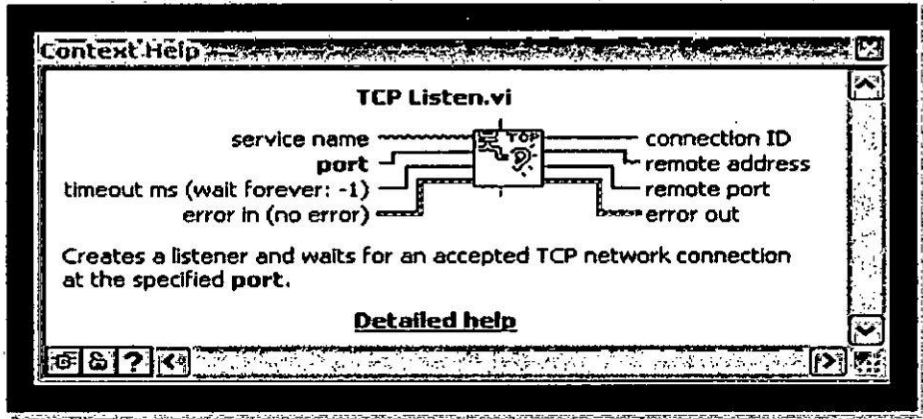 Context Help
TCP Listen.vi
service name
port
timeout ms (wait forever: -1)
error in (no error)
TCP
connection ID
remote address
remote port
error out
Creates a listener and waits for an accepted TCP network connection
at the specified port.
Detailed help
?